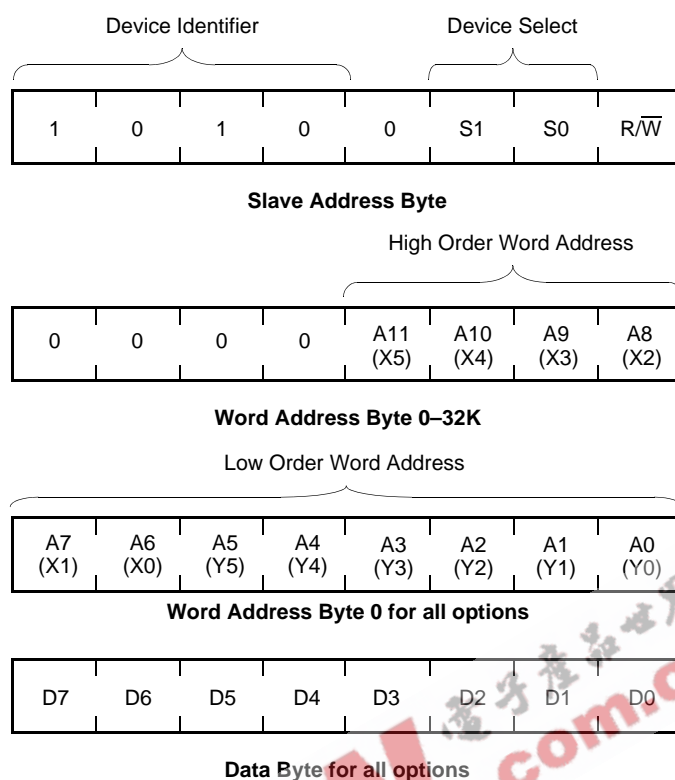 Device Identifier Device Select
1 0 1 0 0 S1 S0 R/W̅
Slave Address Byte
High Order Word Address
0 0 0 0 A11 A10 A9 A8
(X5) (X4) (X3) (X2)
Word Address Byte 0–32K
Low Order Word Address
A7 A6 A5 A4 A3 A2 A1 A0
(X1) (X0) (Y5) (Y4) (Y3) (Y2) (Y1) (Y0)
Word Address Byte 0 for all options
D7 D6 D5 D4 D3 D2 D1 D0
Data Byte for all options